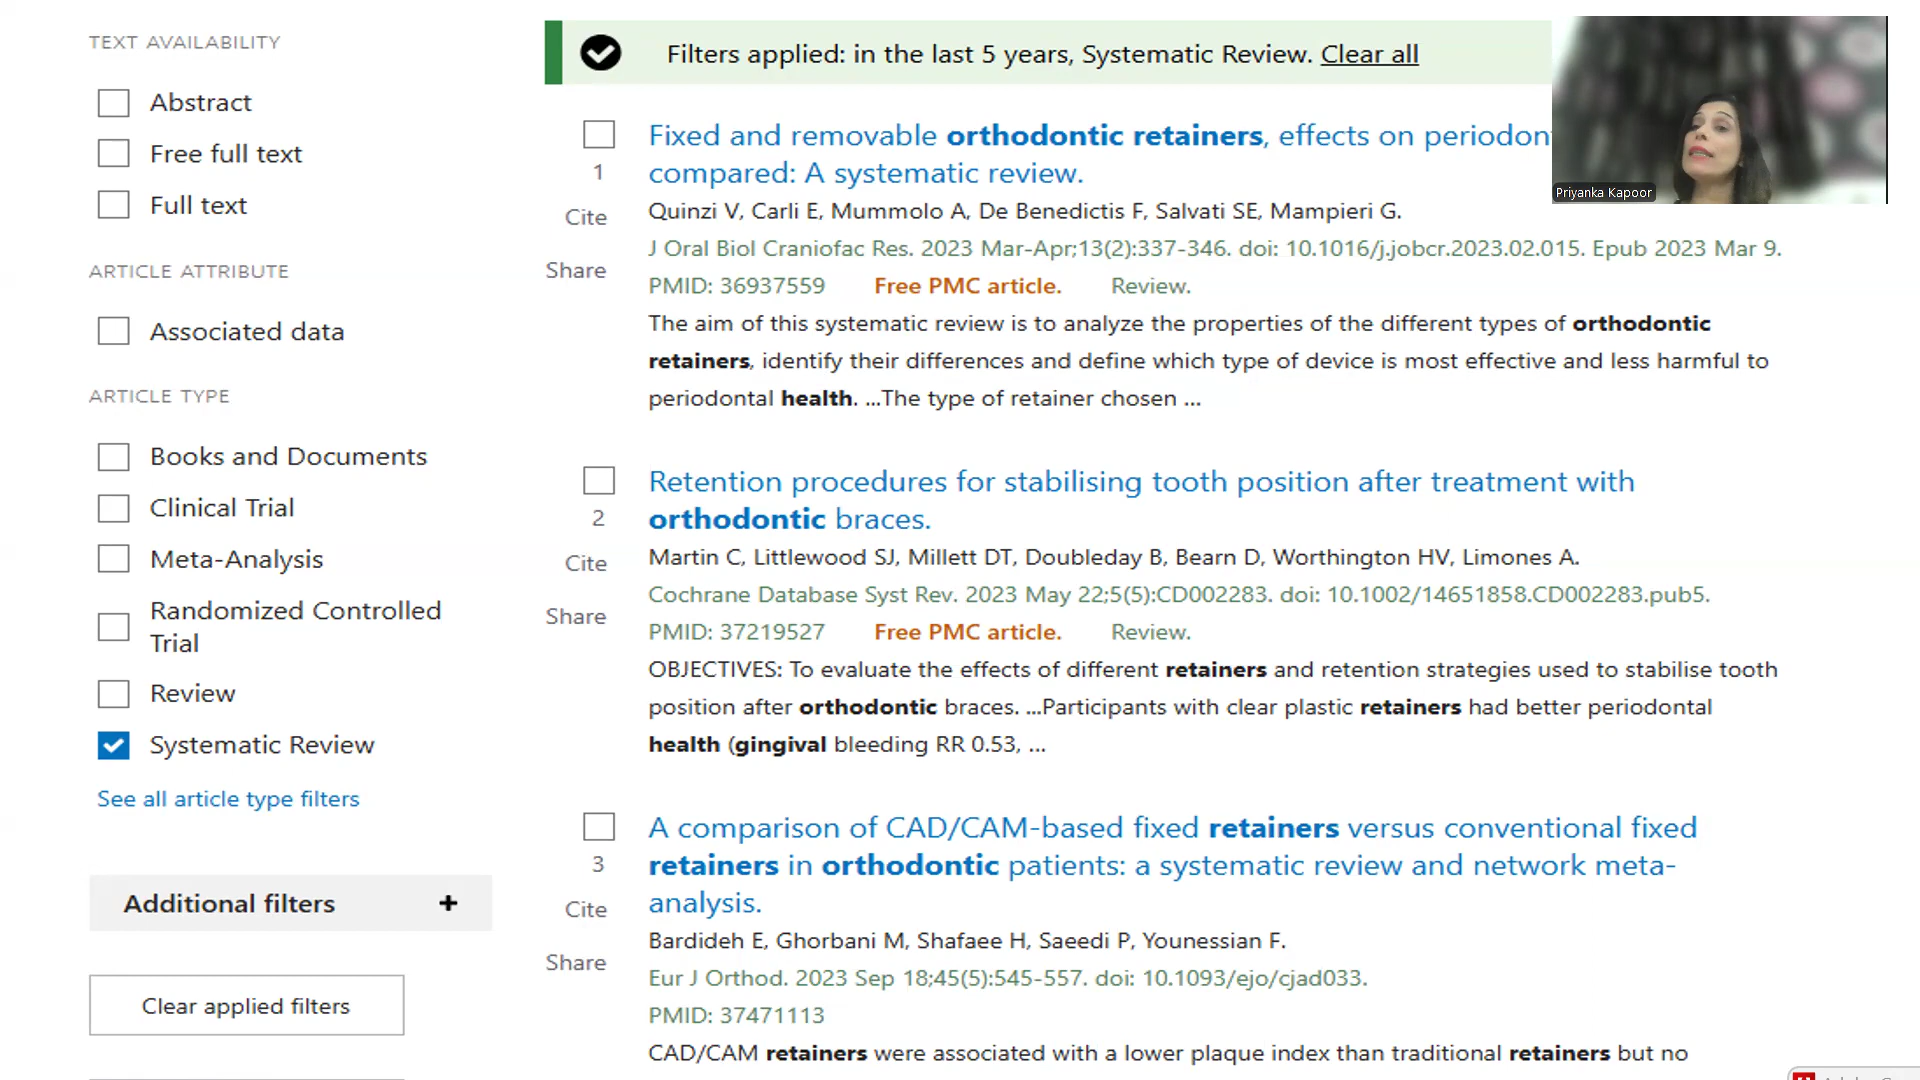 TEXT AVAILABILITY
Abstract
Free full text
Full text
ARTICLE ATTRIBUTE
Associated data
ARTICLE TYPE
Books and Documents
Clinical Trial
Meta-Analysis
Randomized Controlled
Trial
Review
Systematic Review
See all article type filters
Additional filters +
Clear applied filters
Filters applied: in the last 5 years, Systematic Review. Clear all
Priyanka Kapoor
Fixed and removable orthodontic retainers, effects on
compared: A systematic review.
1
Cite
Share
Quinzi V, Carli E, Mummolo A, De Benedictis F, Salvati SE, Mampieri G.
J Oral Biol Craniofac Res. 2023 Mar-Apr;13(2):337-346. doi: 10.1016/j.jobcr.2023.02.015. Epub 2023 Mar 9.
PMID: 36937559 Free PMC article. Review.
The aim of this systematic review is to analyze the properties of the different types of orthodontic
retainers, identify their differences and define which type of device is most effective and less harmful to
periodontal health. ...The type of retainer chosen ...
Retention procedures for stabilising tooth position after treatment with
orthodontic braces.
2
Cite
Share
Martin C, Littlewood SJ, Millett DT, Doubleday B, Bearn D, Worthington HV, Limones A.
Cochrane Database Syst Rev. 2023 May 22;5(5):CD002283. doi: 10.1002/14651858.CD002283.pub5.
PMID: 37219527 Free PMC article. Review.
OBJECTIVES: To evaluate the effects of different retainers and retention strategies used to stabilise tooth
position after orthodontic braces. ...Participants with clear plastic retainers had better periodontal
health (gingival bleeding RR 0.53, ...
A comparison of CAD/CAM-based fixed retainers versus conventional fixed
retainers in orthodontic patients: a systematic review and network meta-
analysis.
3
Cite
Share
Bardideh E, Ghorbani M, Shafaee H, Saeedi P, Younessian F.
Eur J Orthod. 2023 Sep 18;45(5):545-557. doi: 10.1093/ejo/cjad033.
PMID: 37471113
CAD/CAM retainers were associated with a lower plaque index than traditional retainers but no